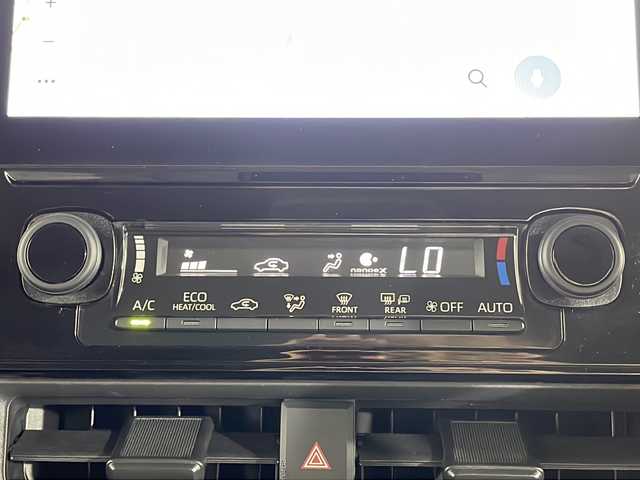 nanoeX
LO
A/C
ECO
HEAT/COOL
FRONT
REAR
OFF
AUTO